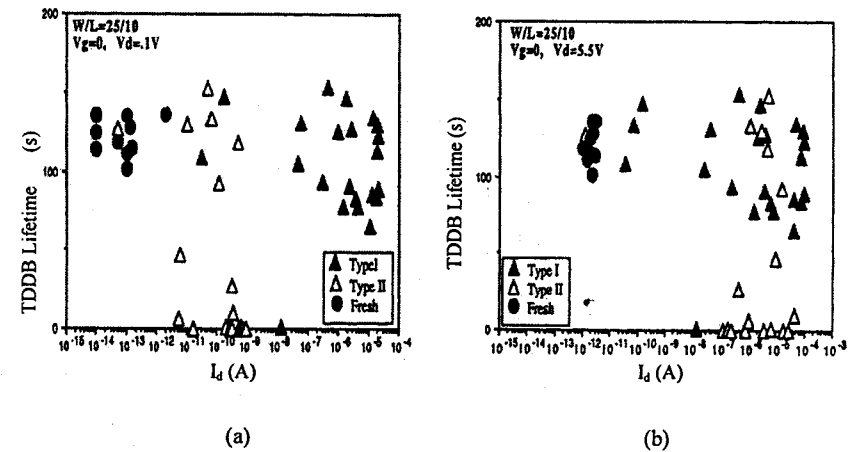 200
W/L=25/10
Vg=0, Vd=.1V
TDDB Lifetime (s)
100
0
Type I
Type II
Fresh
10⁻¹⁵ 10⁻¹⁴ 10⁻¹³ 10⁻¹² 10⁻¹¹ 10⁻¹⁰ 10⁻⁹ 10⁻⁸ 10⁻⁷ 10⁻⁶ 10⁻⁵ 10⁻⁴
I_d (A)
(a)
200
W/L=25/10
Vg=0, Vd=5.5V
TDDB Lifetime (s)
100
0
Type I
Type II
Fresh
10⁻¹⁵ 10⁻¹⁴ 10⁻¹³ 10⁻¹² 10⁻¹¹ 10⁻¹⁰ 10⁻⁹ 10⁻⁸ 10⁻⁷ 10⁻⁶ 10⁻⁵ 10⁻⁴ 10⁻³
I_d (A)
(b)